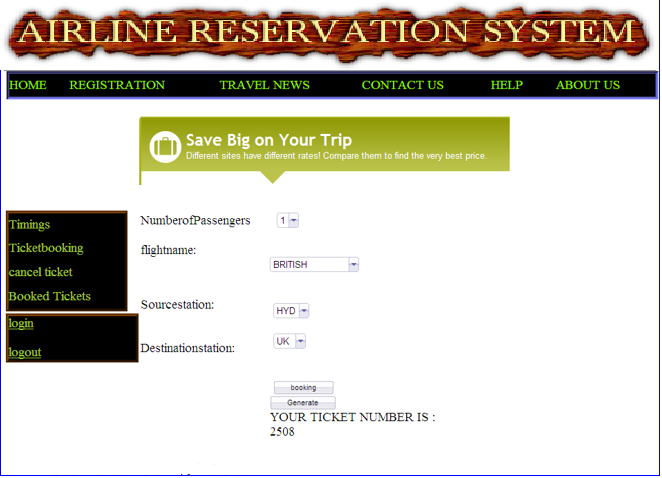 AIRLINE RESERVATION SYSTEM
HOME REGISTRATION TRAVEL NEWS CONTACT US HELP ABOUT US
Save Big on Your Trip
Different sites have different rates! Compare them to find the very best price.
Timings
Ticketbooking
cancel ticket
Booked Tickets
login
logout
NumberofPassengers 1
flightname:
BRITISH
Sourcestation:
HYD
Destinationstation:
UK
booking
Generate
YOUR TICKET NUMBER IS :
2508